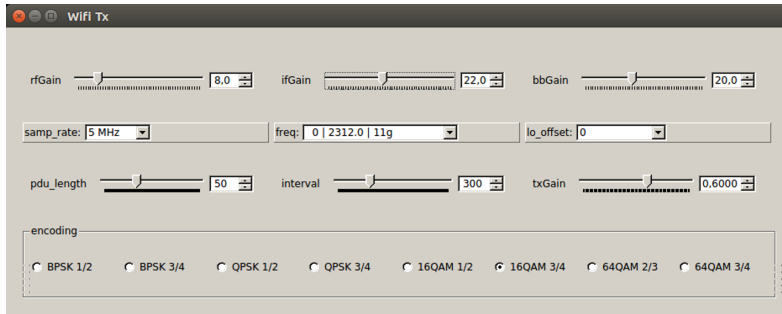 Wifi Tx
rfGain 8,0 ifGain 22,0 bbGain 20,0
samp_rate: 5 MHz freq: 0 | 2312.0 | 11g lo_offset: 0
pdu_length 50 interval 300 txGain 0,6000
encoding
BPSK 1/2 BPSK 3/4 QPSK 1/2 QPSK 3/4 16QAM 1/2 16QAM 3/4 64QAM 2/3 64QAM 3/4